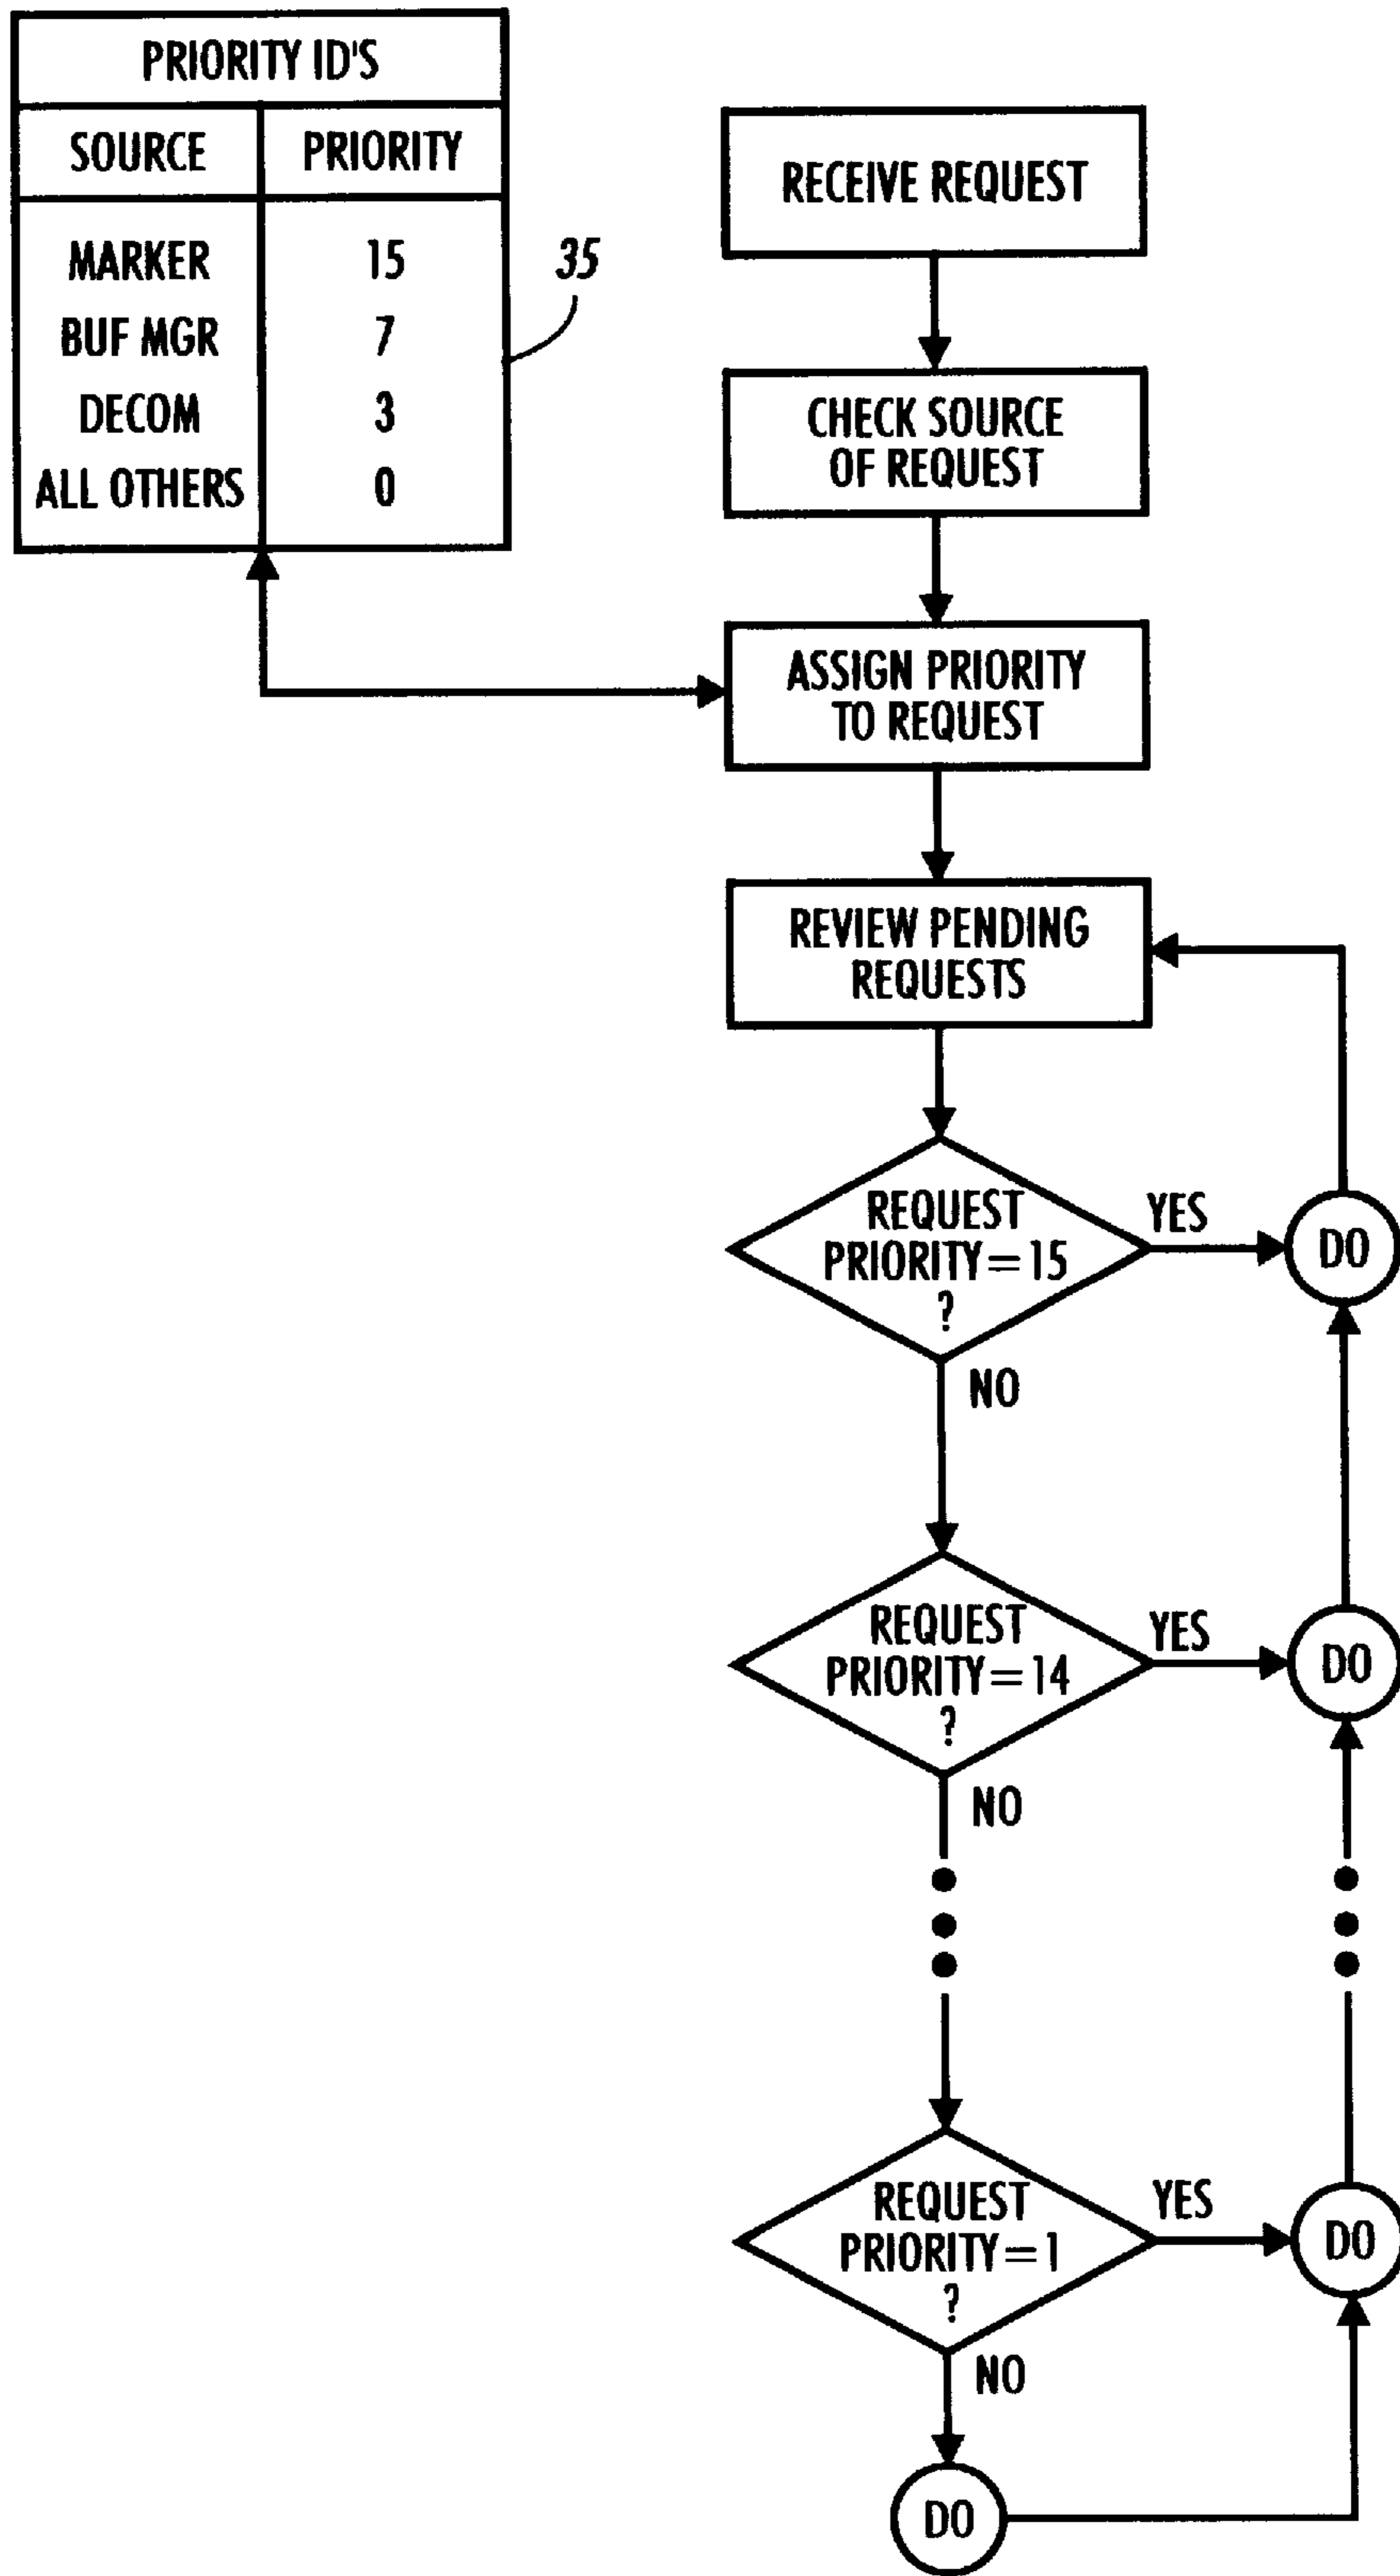 PRIORITY ID'S
SOURCE PRIORITY
MARKER 15
BUF MGR 7
DECOM 3
ALL OTHERS 0
35
RECEIVE REQUEST
CHECK SOURCE
OF REQUEST
ASSIGN PRIORITY
TO REQUEST
REVIEW PENDING
REQUESTS
REQUEST
PRIORITY=15
?
YES
DO
NO
REQUEST
PRIORITY=14
?
YES
DO
NO
REQUEST
PRIORITY=1
?
YES
DO
NO
DO